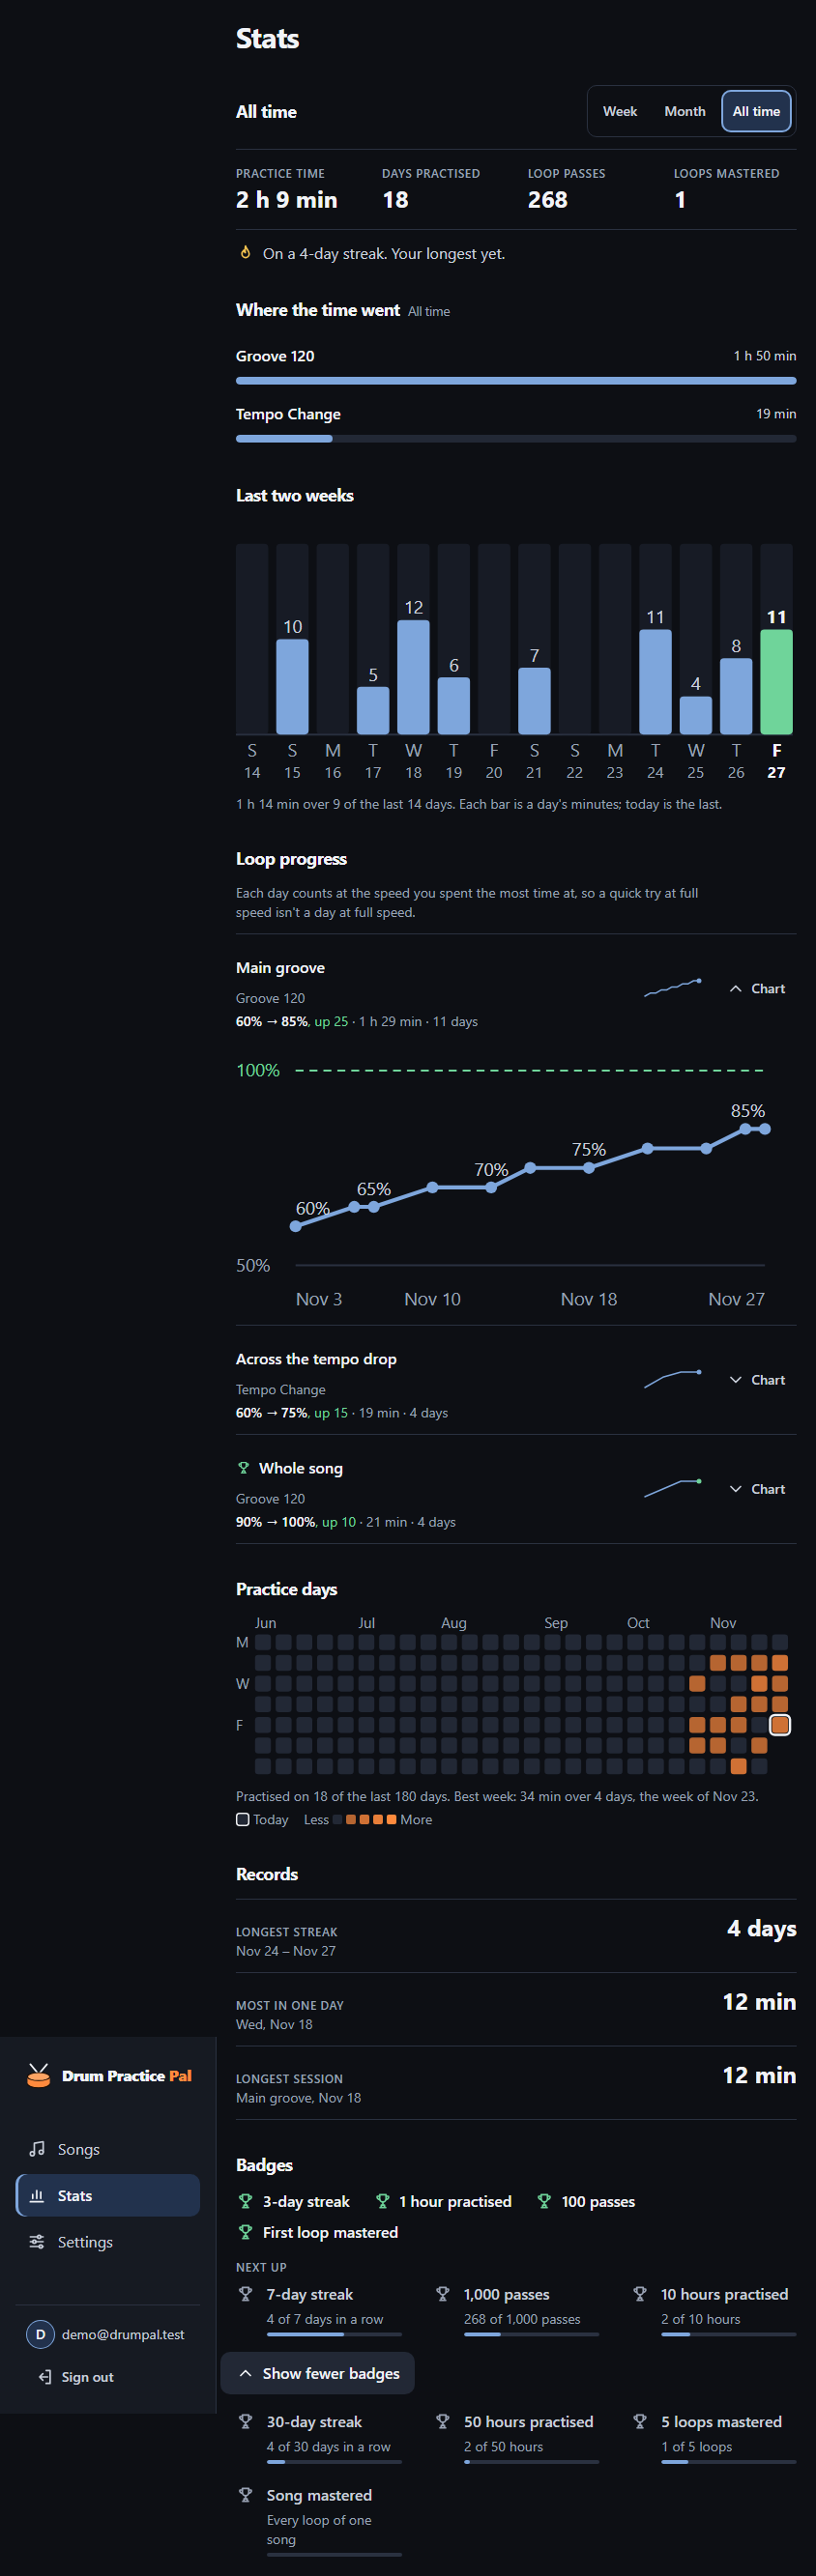 Stats
All time
Week Month All time
PRACTICE TIME DAYS PRACTISED LOOP PASSES LOOPS MASTERED
2 h 9 min 18 268 1
On a 4-day streak. Your longest yet.
Where the time went All time
Groove 120 1 h 50 min
Tempo Change 19 min
Last two weeks
10 5 12 6 7 11 4 8 11
S S M T W T F S S M T W T F
14 15 16 17 18 19 20 21 22 23 24 25 26 27
1 h 14 min over 9 of the last 14 days. Each bar is a day's minutes; today is the last.
Loop progress
Each day counts at the speed you spent the most time at, so a quick try at full
speed isn't a day at full speed.
Main groove
Chart
Groove 120
60% → 85%, up 25 · 1 h 29 min · 11 days
100%
85%
75%
70%
65%
60%
50%
Nov 3 Nov 10 Nov 18 Nov 27
Across the tempo drop
Chart
Tempo Change
60% → 75%, up 15 · 19 min · 4 days
Whole song
Chart
Groove 120
90% → 100%, up 10 · 21 min · 4 days
Practice days
Jun Jul Aug Sep Oct Nov
M
W
F
Practised on 18 of the last 180 days. Best week: 34 min over 4 days, the week of Nov 23.
Today Less More
Records
LONGEST STREAK 4 days
Nov 24 – Nov 27
MOST IN ONE DAY 12 min
Wed, Nov 18
LONGEST SESSION 12 min
Main groove, Nov 18
Drum Practice Pal
Songs
Stats
Settings
D demo@drumpal.test
Sign out
Badges
3-day streak 1 hour practised 100 passes
First loop mastered
NEXT UP
7-day streak 1,000 passes 10 hours practised
4 of 7 days in a row 268 of 1,000 passes 2 of 10 hours
Show fewer badges
30-day streak 50 hours practised 5 loops mastered
4 of 30 days in a row 2 of 50 hours 1 of 5 loops
Song mastered
Every loop of one
song